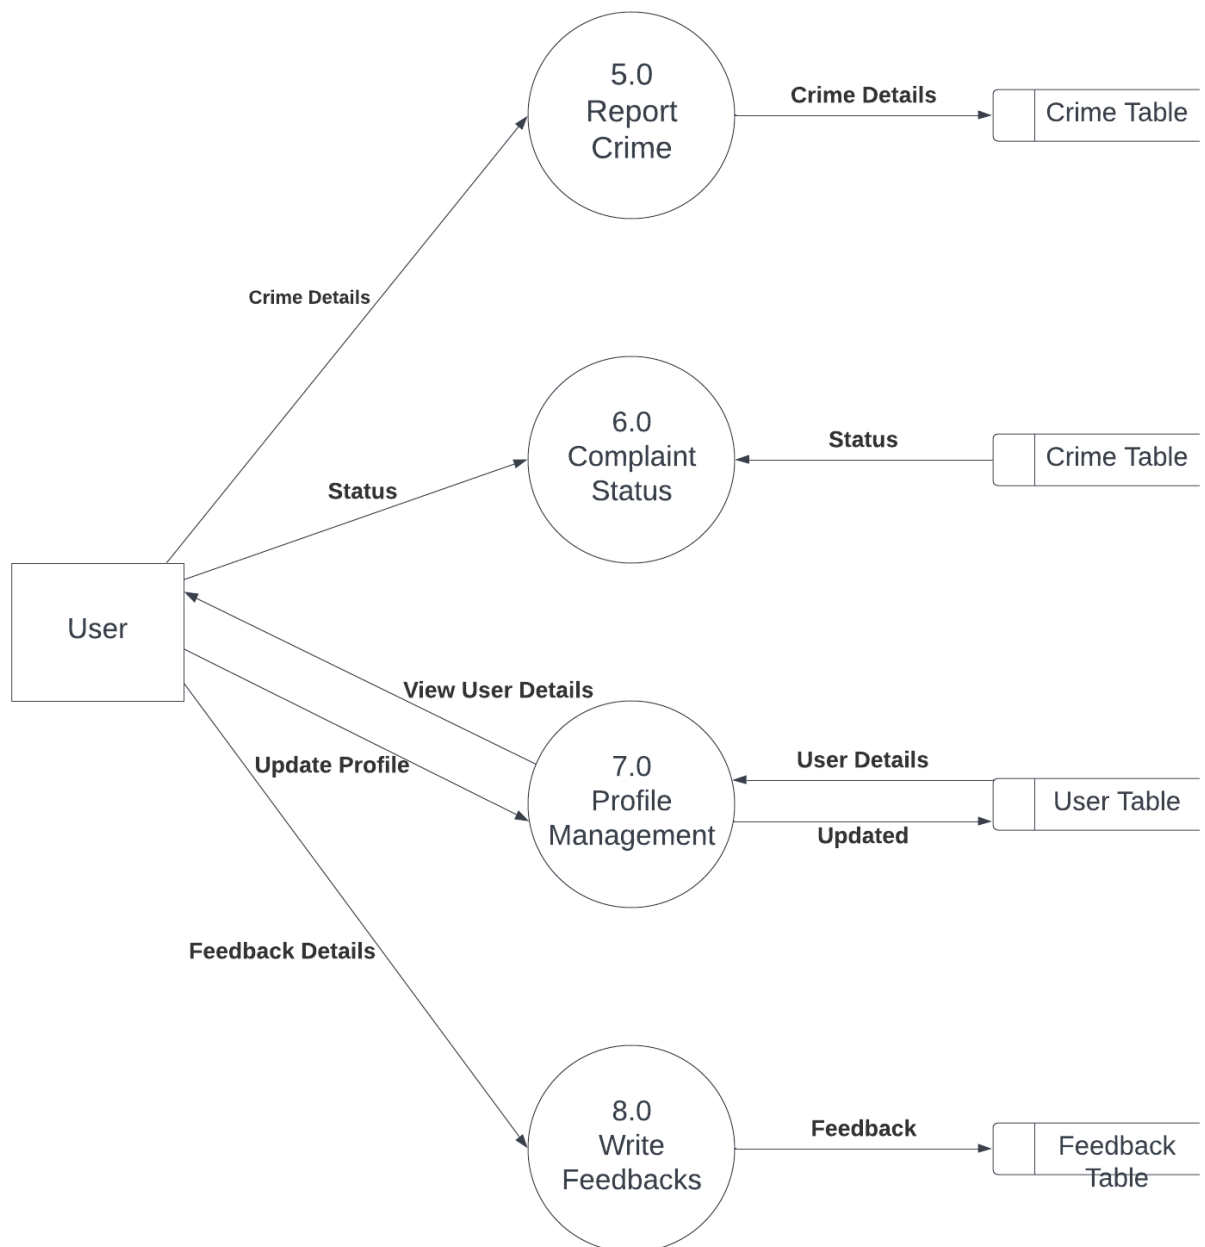 5.0
Report
Crime
Crime Details
Crime Table
Crime Details
6.0
Complaint
Status
Status
Crime Table
Status
User
View User Details
Update Profile
7.0
Profile
Management
User Details
User Table
Updated
Feedback Details
8.0
Write
Feedbacks
Feedback
Feedback
Table